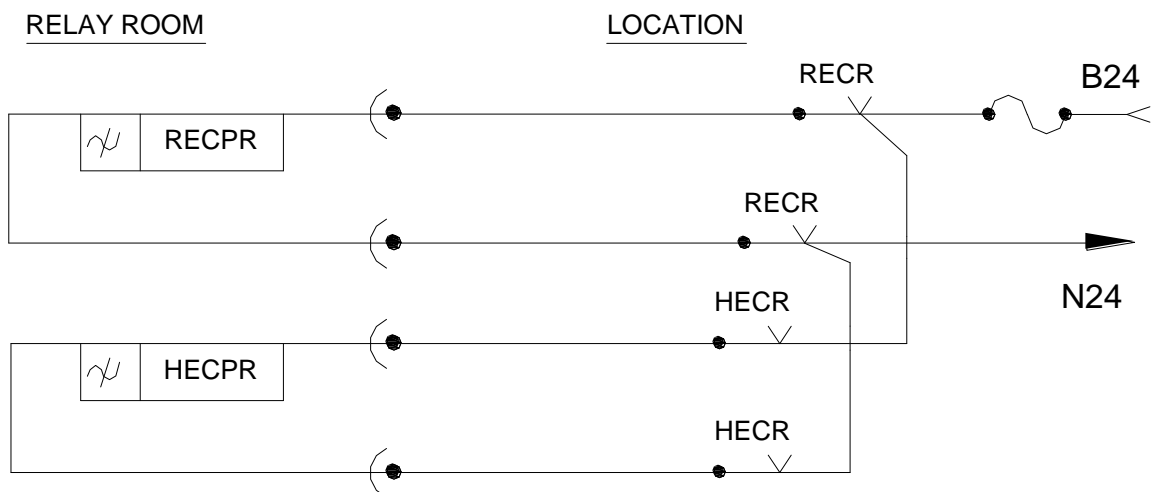 RELAY ROOM LOCATION
RECR B24
RECPR
RECR
N24
HECR
HECPR
HECR